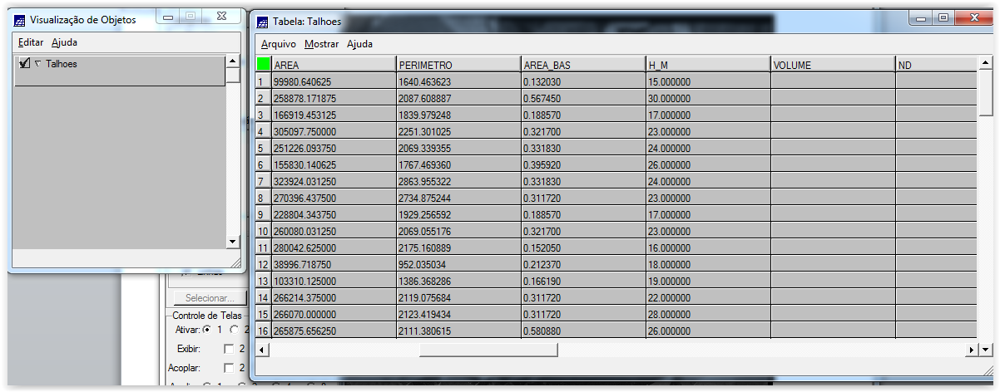 Visualização de Objetos
Editar Ajuda
Talhoes
Selecionar...
Controle de Telas
Ativar: 1 2
Exibir: 2
Acoplar: 2
Tabela: Talhoes
Arquivo Mostrar Ajuda
AREA PERIMETRO AREA_BAS H_M VOLUME ND
1 99980.640625 1640.463623 0.132030 15.000000
2 258878.171875 2087.608887 0.567450 30.000000
3 166919.453125 1839.979248 0.188570 17.000000
4 305097.750000 2251.301025 0.321700 23.000000
5 251226.093750 2069.339355 0.331830 24.000000
6 155830.140625 1767.469360 0.395920 26.000000
7 323924.031250 2863.955322 0.331830 24.000000
8 270396.437500 2734.875244 0.311720 23.000000
9 228804.343750 1929.256592 0.188570 17.000000
10 260080.031250 2069.055176 0.321700 23.000000
11 280042.625000 2175.160889 0.152050 16.000000
12 38996.718750 952.035034 0.212370 18.000000
13 103310.125000 1386.368286 0.166190 19.000000
14 266214.375000 2119.075684 0.311720 22.000000
15 266070.000000 2123.419434 0.311720 28.000000
16 265875.656250 2111.380615 0.580880 26.000000